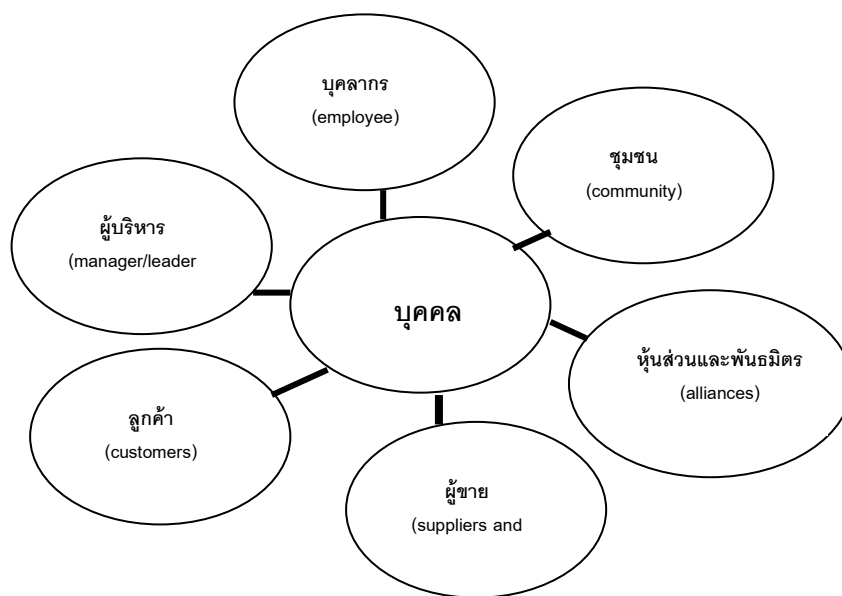 บุคลากร
(employee)
ชุมชน
(community)
ผู้บริหาร
(manager/leader
บุคคล
หุ้นส่วนและพันธมิตร
(alliances)
ลูกค้า
(customers)
ผู้ขาย
(suppliers and